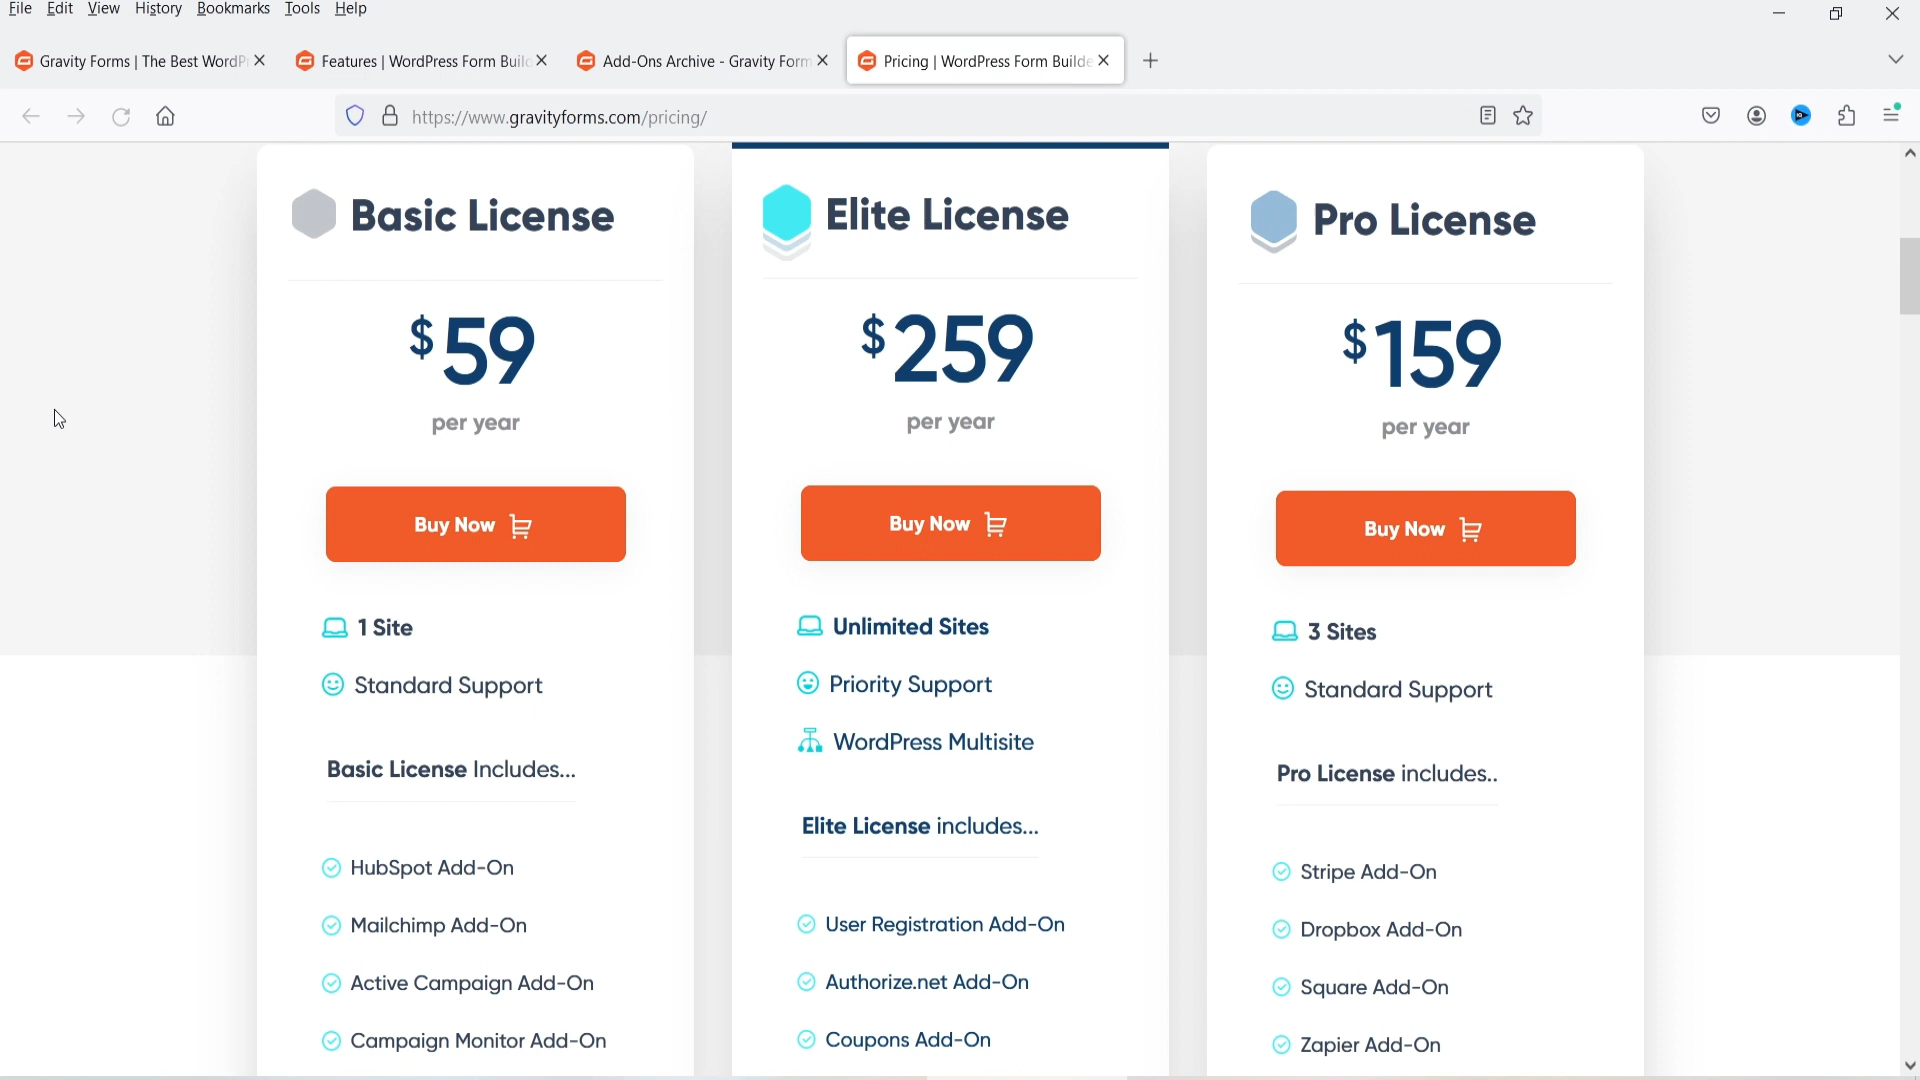 File Edit View History Bookmarks Tools Help
Gravity Forms | The Best WordP
Features | WordPress Form Buil
Add-Ons Archive - Gravity Form
Pricing | WordPress Form Builde
https://www.gravityforms.com/pricing/
Basic License
$59
per year
Buy Now
1 Site
Standard Support
Basic License Includes...
HubSpot Add-On
Mailchimp Add-On
Active Campaign Add-On
Campaign Monitor Add-On
Elite License
$259
per year
Buy Now
Unlimited Sites
Priority Support
WordPress Multisite
Elite License includes...
User Registration Add-On
Authorize.net Add-On
Coupons Add-On
Pro License
$159
per year
Buy Now
3 Sites
Standard Support
Pro License includes..
Stripe Add-On
Dropbox Add-On
Square Add-On
Zapier Add-On